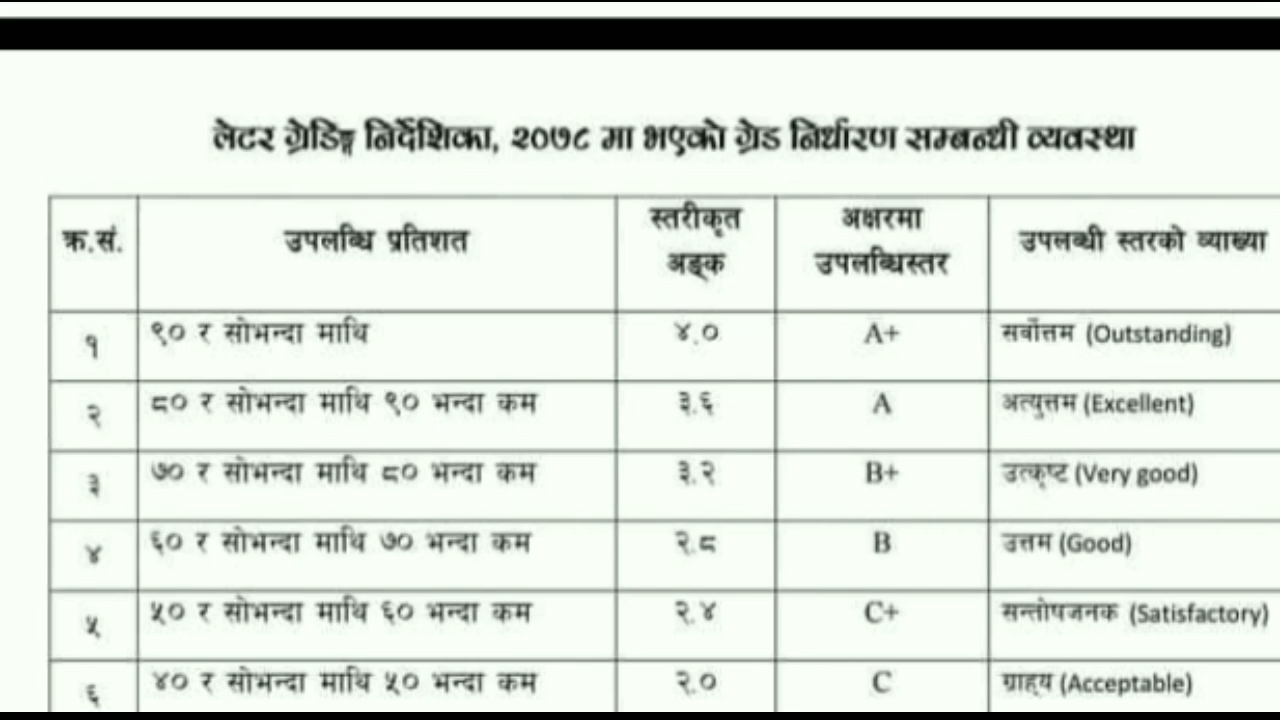 लेटर ग्रेडिङ्ग निर्देशिका, २०७८ मा भएको ग्रेड निर्धारण सम्बन्धी व्यवस्था
क्र.सं. उपलब्धि प्रतिशत स्तरीकृत अङ्क अक्षरमा उपलब्धिस्तर उपलब्धी स्तरको व्याख्या
१ ९० र सोभन्दा माथि ४.० A+ सर्वोत्तम (Outstanding)
२ ८० र सोभन्दा माथि ९० भन्दा कम ३.६ A अत्युत्तम (Excellent)
३ ७० र सोभन्दा माथि ८० भन्दा कम ३.२ B+ उत्कृष्ट (Very good)
४ ६० र सोभन्दा माथि ७० भन्दा कम २.८ B उत्तम (Good)
५ ५० र सोभन्दा माथि ६० भन्दा कम २.४ C+ सन्तोषजनक (Satisfactory)
६ ४० र सोभन्दा माथि ५० भन्दा कम २.० C ग्राह्य (Acceptable)